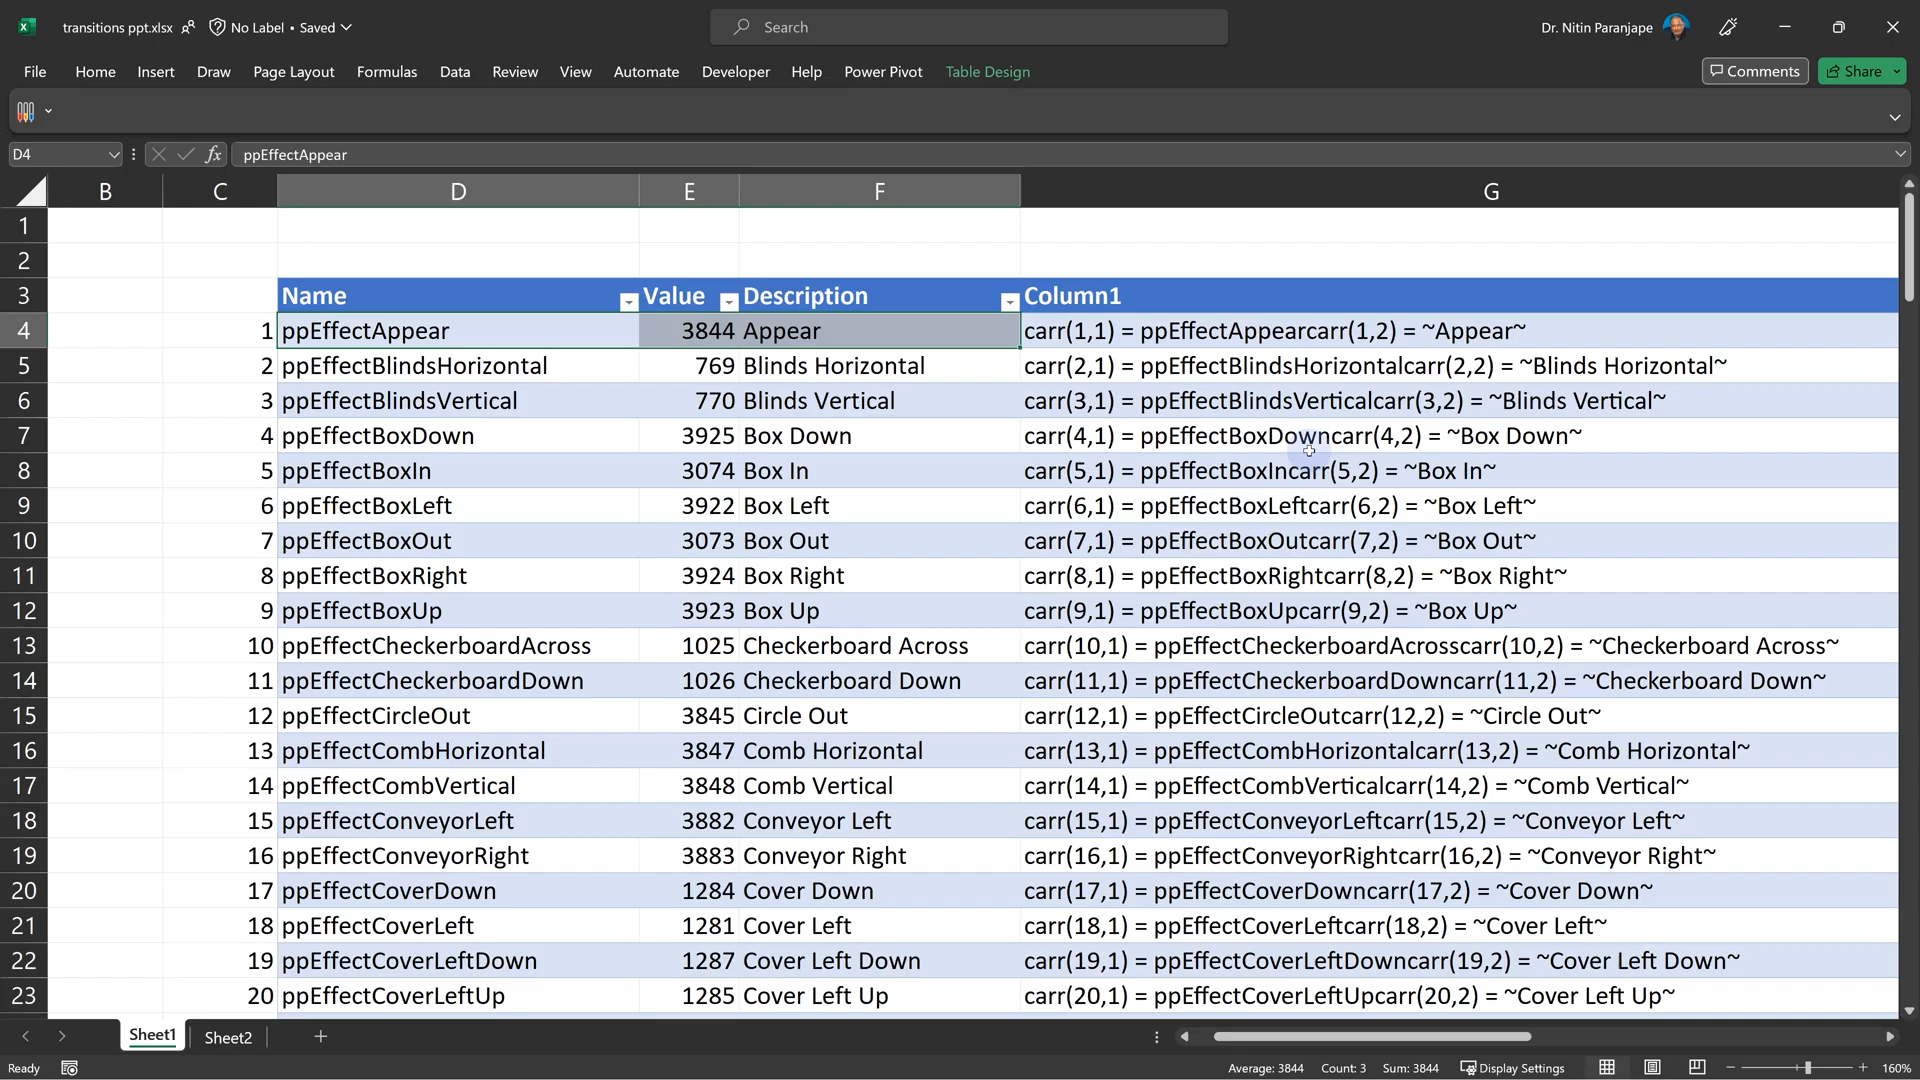 transitions ppt.xlsx No Label • Saved Search Dr. Nitin Paranjape
File Home Insert Draw Page Layout Formulas Data Review View Automate Developer Help Power Pivot Table Design Comments Share
D4 fx ppEffectAppear
B C D E F G
1
2
3 Name Value Description Column1
4 1 ppEffectAppear 3844 Appear carr(1,1) = ppEffectAppearcarr(1,2) = ~Appear~
5 2 ppEffectBlindsHorizontal 769 Blinds Horizontal carr(2,1) = ppEffectBlindsHorizontalcarr(2,2) = ~Blinds Horizontal~
6 3 ppEffectBlindsVertical 770 Blinds Vertical carr(3,1) = ppEffectBlindsVerticalcarr(3,2) = ~Blinds Vertical~
7 4 ppEffectBoxDown 3925 Box Down carr(4,1) = ppEffectBoxDowncarr(4,2) = ~Box Down~
8 5 ppEffectBoxIn 3074 Box In carr(5,1) = ppEffectBoxIncarr(5,2) = ~Box In~
9 6 ppEffectBoxLeft 3922 Box Left carr(6,1) = ppEffectBoxLeftcarr(6,2) = ~Box Left~
10 7 ppEffectBoxOut 3073 Box Out carr(7,1) = ppEffectBoxOutcarr(7,2) = ~Box Out~
11 8 ppEffectBoxRight 3924 Box Right carr(8,1) = ppEffectBoxRightcarr(8,2) = ~Box Right~
12 9 ppEffectBoxUp 3923 Box Up carr(9,1) = ppEffectBoxUpcarr(9,2) = ~Box Up~
13 10 ppEffectCheckerboardAcross 1025 Checkerboard Across carr(10,1) = ppEffectCheckerboardAcrosscarr(10,2) = ~Checkerboard Across~
14 11 ppEffectCheckerboardDown 1026 Checkerboard Down carr(11,1) = ppEffectCheckerboardDowncarr(11,2) = ~Checkerboard Down~
15 12 ppEffectCircleOut 3845 Circle Out carr(12,1) = ppEffectCircleOutcarr(12,2) = ~Circle Out~
16 13 ppEffectCombHorizontal 3847 Comb Horizontal carr(13,1) = ppEffectCombHorizontalcarr(13,2) = ~Comb Horizontal~
17 14 ppEffectCombVertical 3848 Comb Vertical carr(14,1) = ppEffectCombVerticalcarr(14,2) = ~Comb Vertical~
18 15 ppEffectConveyorLeft 3882 Conveyor Left carr(15,1) = ppEffectConveyorLeftcarr(15,2) = ~Conveyor Left~
19 16 ppEffectConveyorRight 3883 Conveyor Right carr(16,1) = ppEffectConveyorRightcarr(16,2) = ~Conveyor Right~
20 17 ppEffectCoverDown 1284 Cover Down carr(17,1) = ppEffectCoverDowncarr(17,2) = ~Cover Down~
21 18 ppEffectCoverLeft 1281 Cover Left carr(18,1) = ppEffectCoverLeftcarr(18,2) = ~Cover Left~
22 19 ppEffectCoverLeftDown 1287 Cover Left Down carr(19,1) = ppEffectCoverLeftDowncarr(19,2) = ~Cover Left Down~
23 20 ppEffectCoverLeftUp 1285 Cover Left Up carr(20,1) = ppEffectCoverLeftUpcarr(20,2) = ~Cover Left Up~
Sheet1 Sheet2
Ready Average: 3844 Count: 3 Sum: 3844 Display Settings 160%